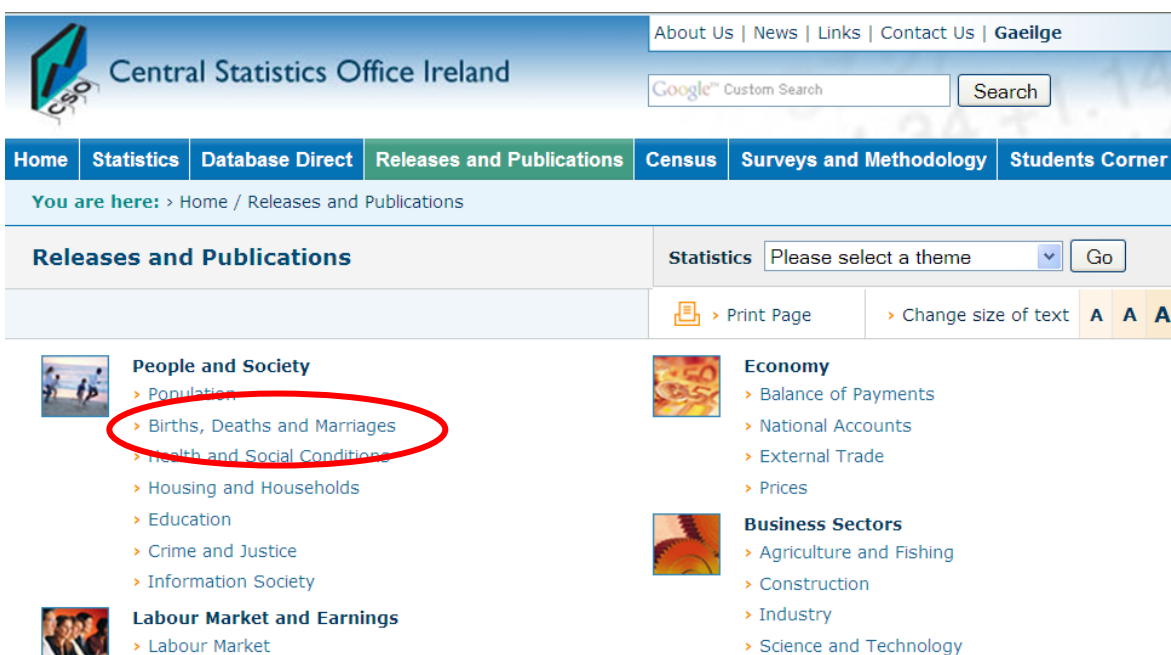 About Us | News | Links | Contact Us | Gaeilge
CSO
Central Statistics Office Ireland
Google™ Custom Search
Search
Home
Statistics
Database Direct
Releases and Publications
Census
Surveys and Methodology
Students Corner
You are here: › Home / Releases and Publications
Releases and Publications
Statistics
Please select a theme
Go
› Print Page
› Change size of text
A A A
People and Society
› Population
› Births, Deaths and Marriages
› Health and Social Conditions
› Housing and Households
› Education
› Crime and Justice
› Information Society
Labour Market and Earnings
› Labour Market
Economy
› Balance of Payments
› National Accounts
› External Trade
› Prices
Business Sectors
› Agriculture and Fishing
› Construction
› Industry
› Science and Technology